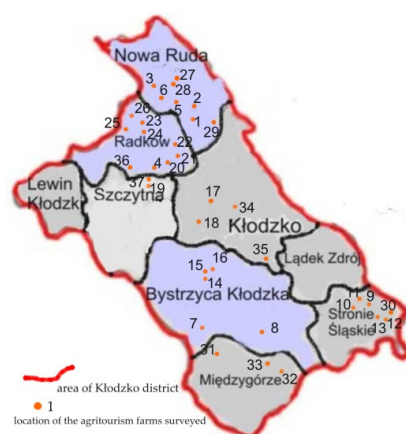 Nowa Ruda
27
3
28
6
5
2
26
1
25
23
29
24
Radków
22
21
36
4
20
37
19
Lewin
Kłodzki
Szczytna
17
34
18
Kłodzko
35
Lądek Zdrój
16
15
14
Bystrzyca Kłodzka
11
9
10
30
Stronie
Śląskie
13
12
7
8
31
33
32
Międzygórze
area of Kłodzko district
1
location of the agritourism farms surveyed